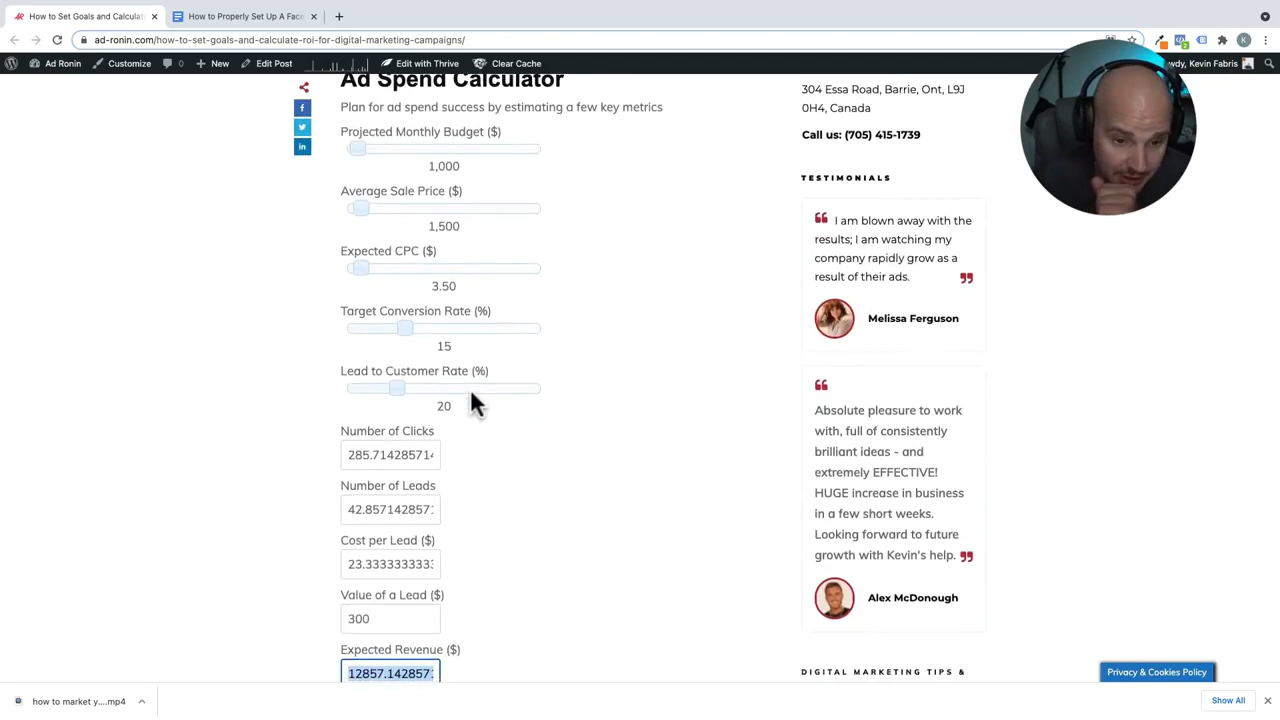 How to Set Goals and Calculat
How to Properly Set Up A Face
ad-ronin.com/how-to-set-goals-and-calculate-roi-for-digital-marketing-campaigns/
Ad Ronin
Customize
0
New
Edit Post
Edit with Thrive
Clear Cache
wdy, Kevin Fabris
Ad Spend Calculator
Plan for ad spend success by estimating a few key metrics
Projected Monthly Budget ($)
1,000
Average Sale Price ($)
1,500
Expected CPC ($)
3.50
Target Conversion Rate (%)
15
Lead to Customer Rate (%)
20
Number of Clicks
285.71428571
Number of Leads
42.857142857
Cost per Lead ($)
23.3333333333
Value of a Lead ($)
300
Expected Revenue ($)
12857.142857
304 Essa Road, Barrie, Ont, L9J
0H4, Canada
Call us: (705) 415-1739
TESTIMONIALS
I am blown away with the
results; I am watching my
company rapidly grow as a
result of their ads.
Melissa Ferguson
Absolute pleasure to work
with, full of consistently
brilliant ideas - and
extremely EFFECTIVE!
HUGE increase in business
in a few short weeks.
Looking forward to future
growth with Kevin's help.
Alex McDonough
DIGITAL MARKETING TIPS &
Privacy & Cookies Policy
how to market y....mp4
Show All